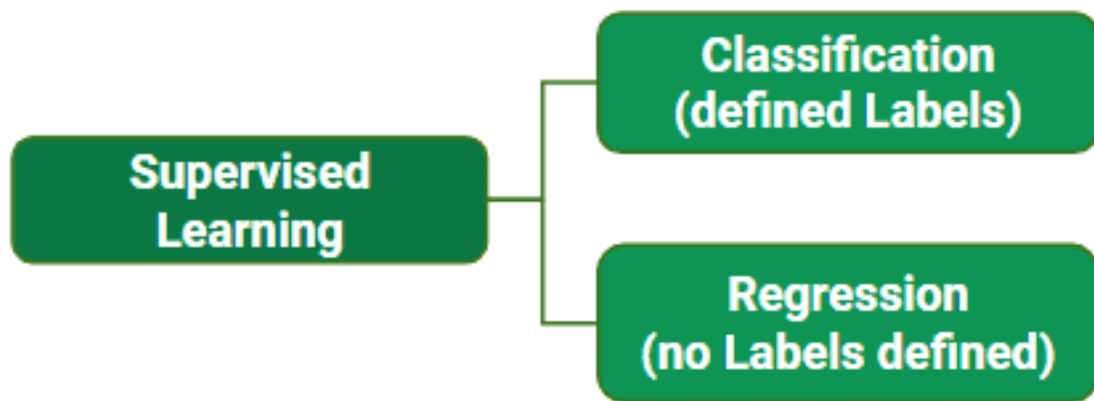 Supervised
Learning
Classification
(defined Labels)
Regression
(no Labels defined)